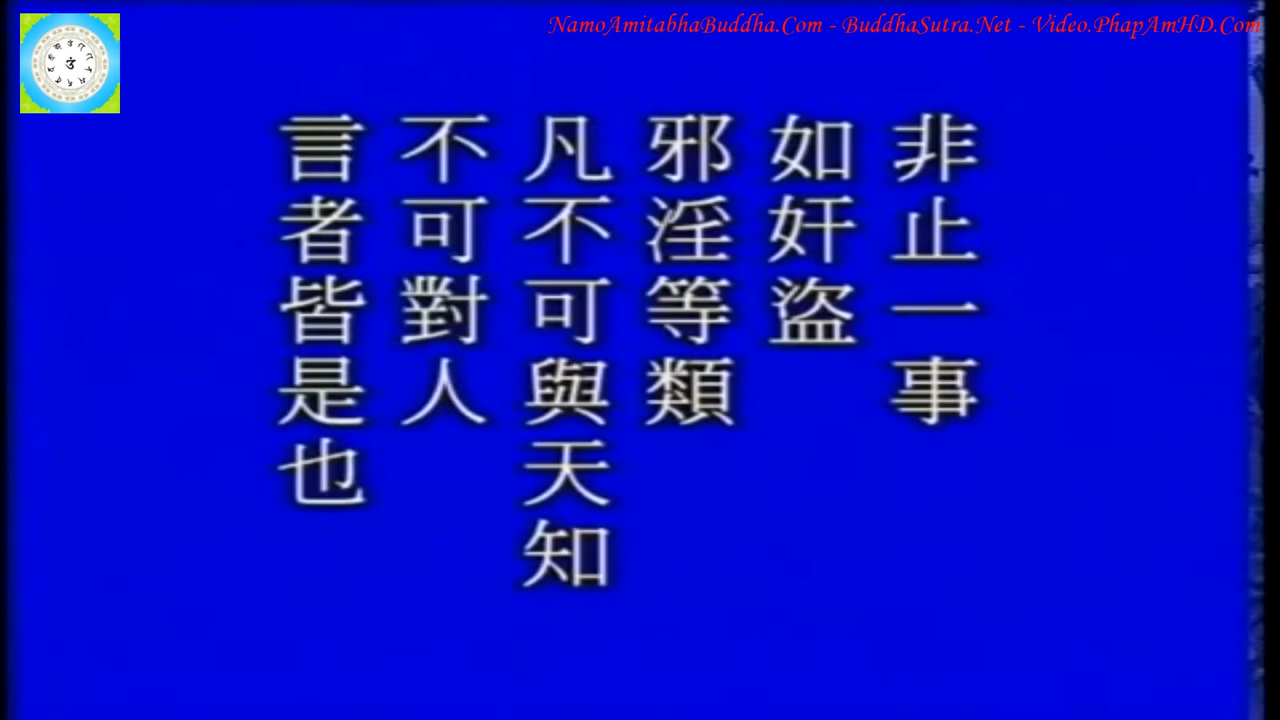 NamoAmitabhaBuddha.Com - BuddhaSutra.Net - Video.PhapAmHD.Com
非止一事
如奸盜
邪淫等類
凡不可與天知
不可對人
言者皆是也